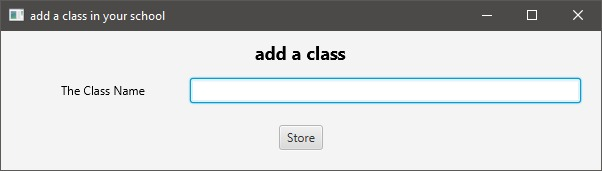 add a class in your school
add a class
The Class Name
Store